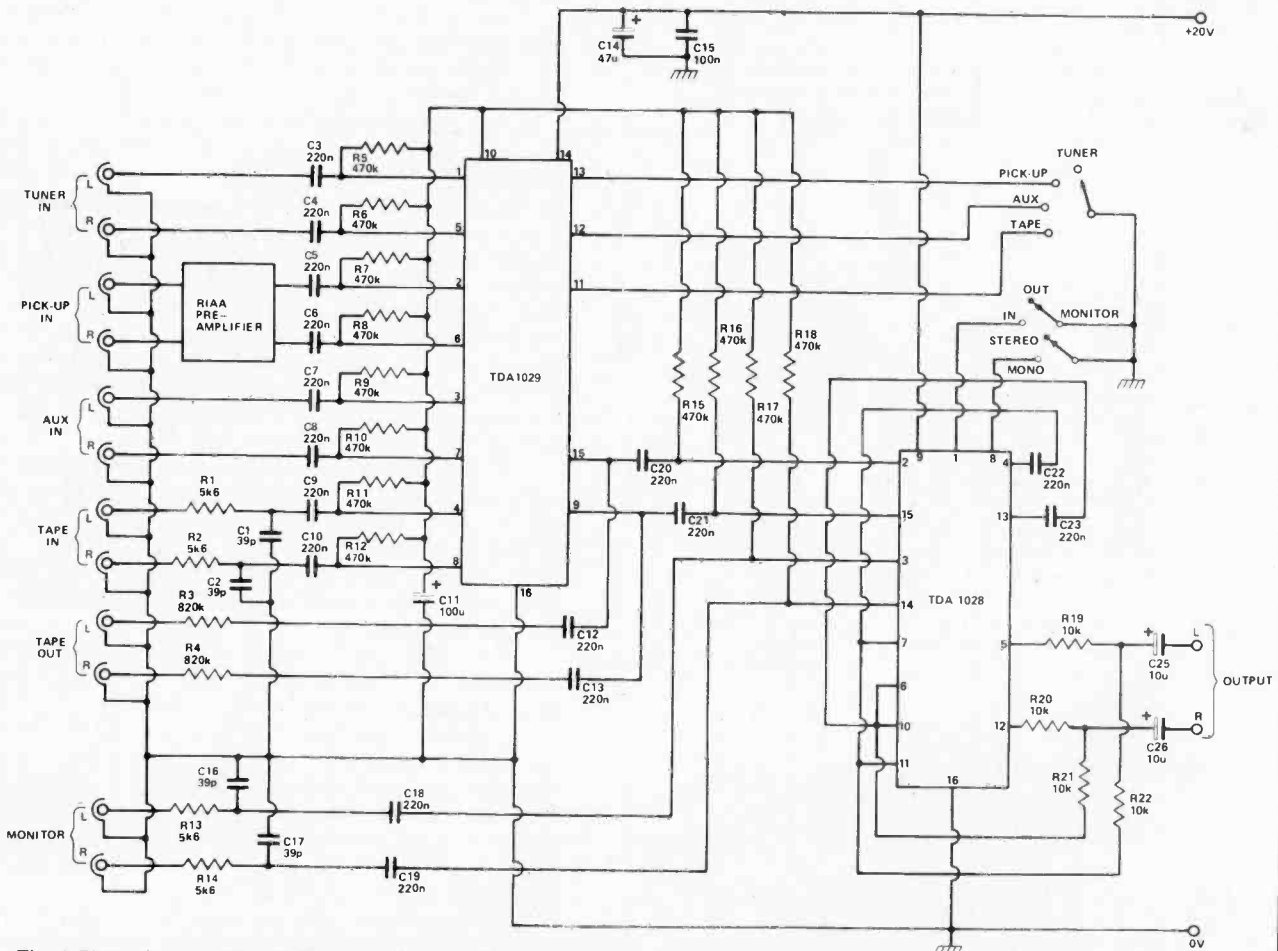 +
C14
47u
C15
100n
+20V
TUNER IN
L
R
PICK-UP IN
L
R
AUX IN
L
R
TAPE IN
L
R
TAPE OUT
L
R
MONITOR
L
R
RIAA
PRE-
AMPLIFIER
R1
5k6
R2
5k6
R3
820k
R4
820k
C1
39p
C2
39p
C3
220n
C4
220n
C5
220n
C6
220n
C7
220n
C8
220n
C9
220n
C10
220n
R5
470k
R6
470k
R7
470k
R8
470k
R9
470k
R10
470k
R11
470k
R12
470k
+
C11
100u
C12
220n
C13
220n
C16
39p
C17
39p
R13
5k6
R14
5k6
C18
220n
C19
220n
TDA1029
10
14
1
5
2
6
3
7
4
8
13
12
11
15
9
16
TUNER
PICK-UP
AUX
TAPE
OUT
IN
MONITOR
STEREO
MONO
R15
470k
R16
470k
R17
470k
R18
470k
C20
220n
C21
220n
TDA 1028
9
1
8
2
15
3
14
7
6
10
11
4
13
5
12
16
C22
220n
C23
220n
R19
10k
R20
10k
R21
10k
R22
10k
+
C25
10u
+
C26
10u
L
R
OUTPUT
0V